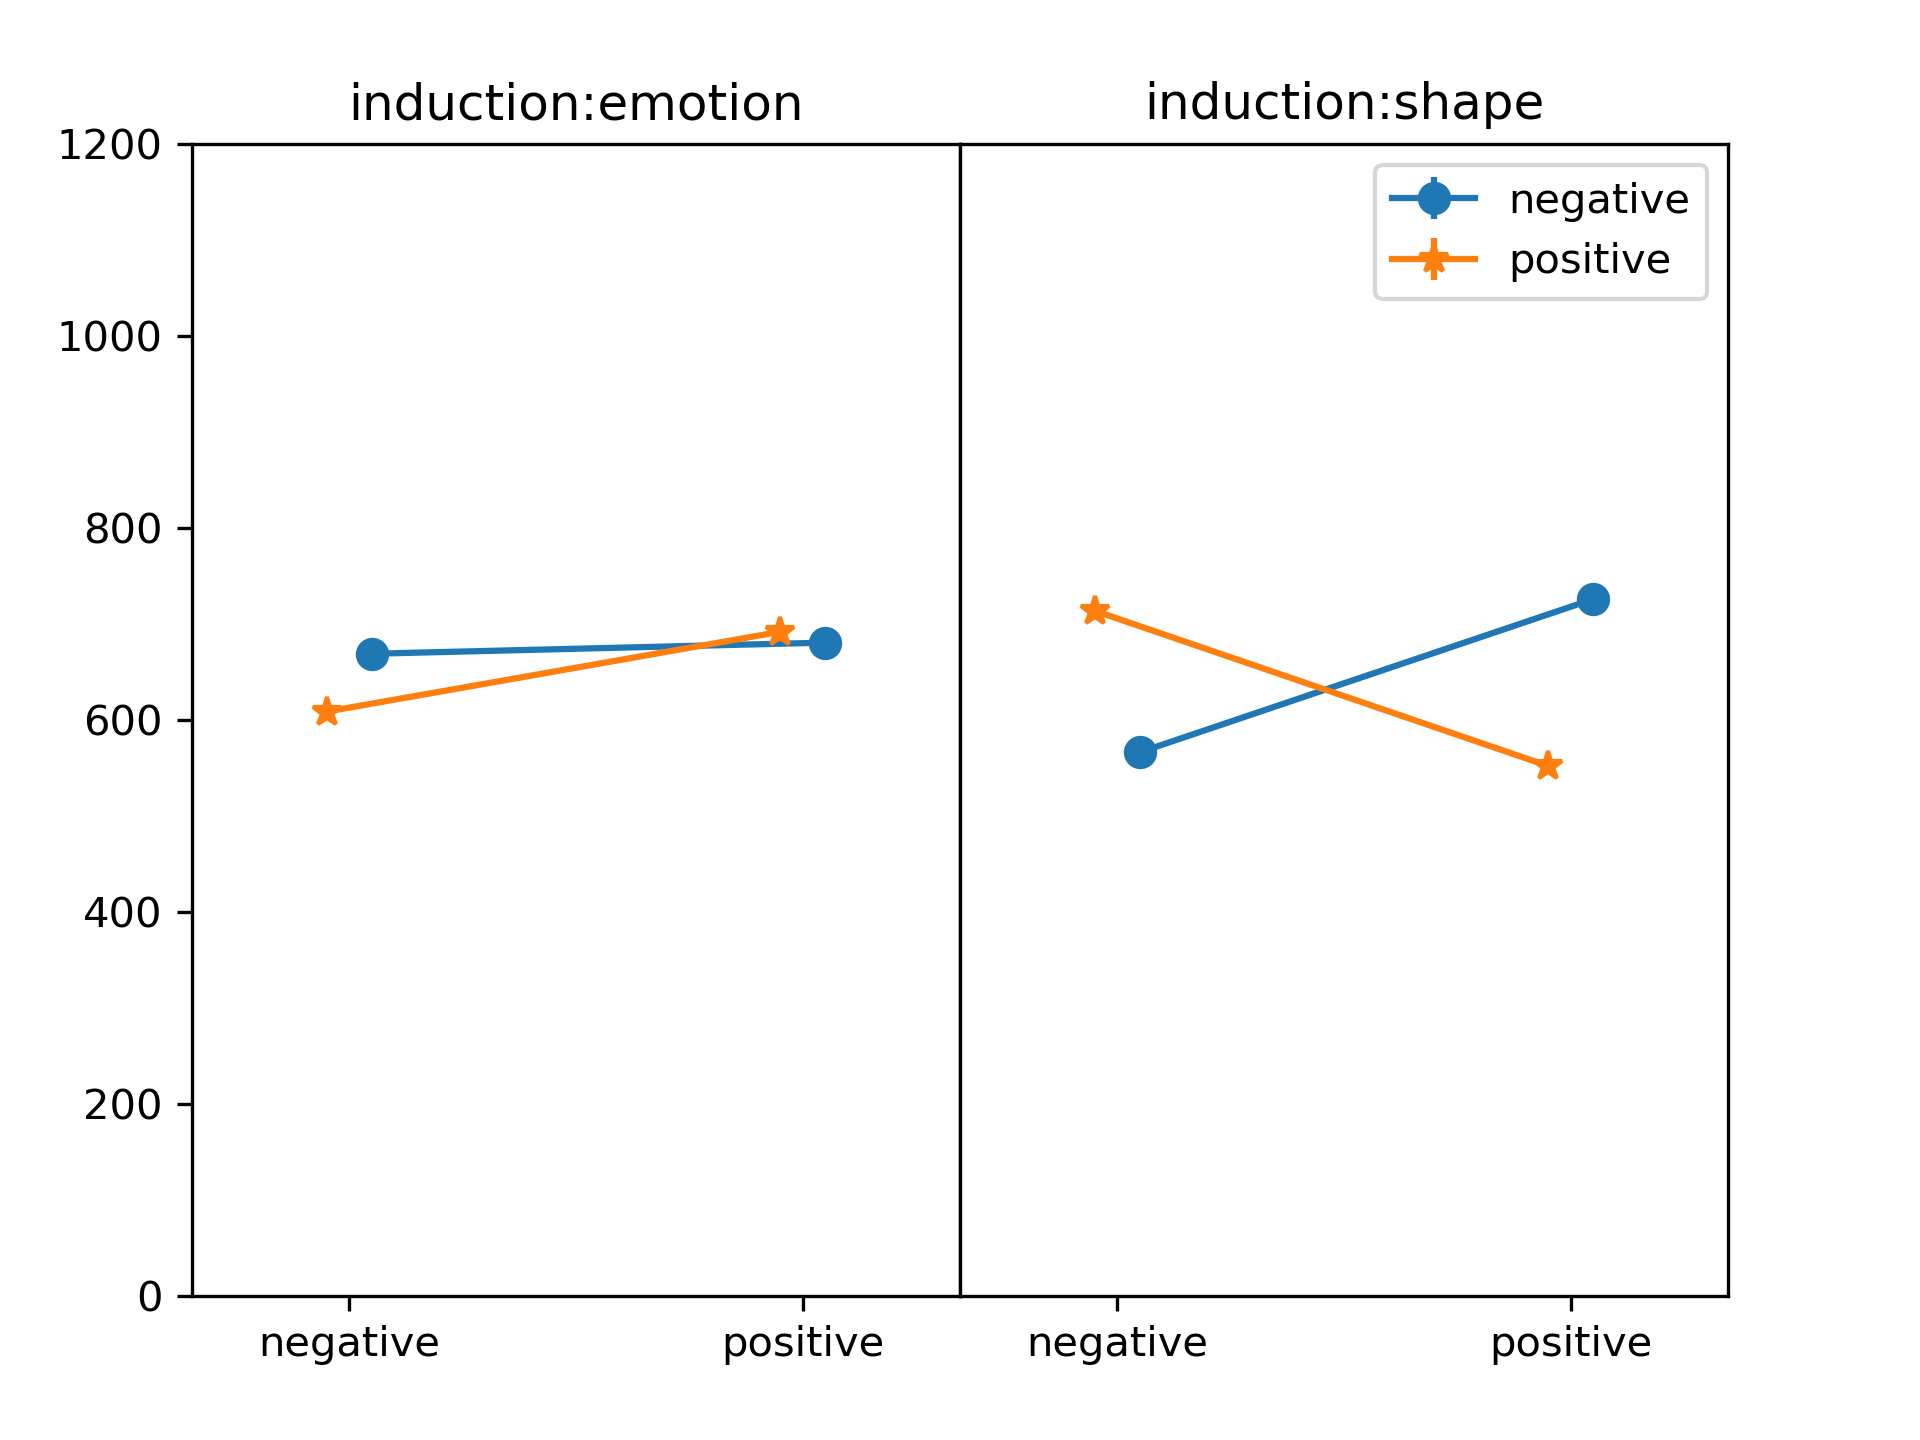 induction:emotion
induction:shape
1200
1000
800
600
400
200
0
negative
positive
negative
positive
negative
positive